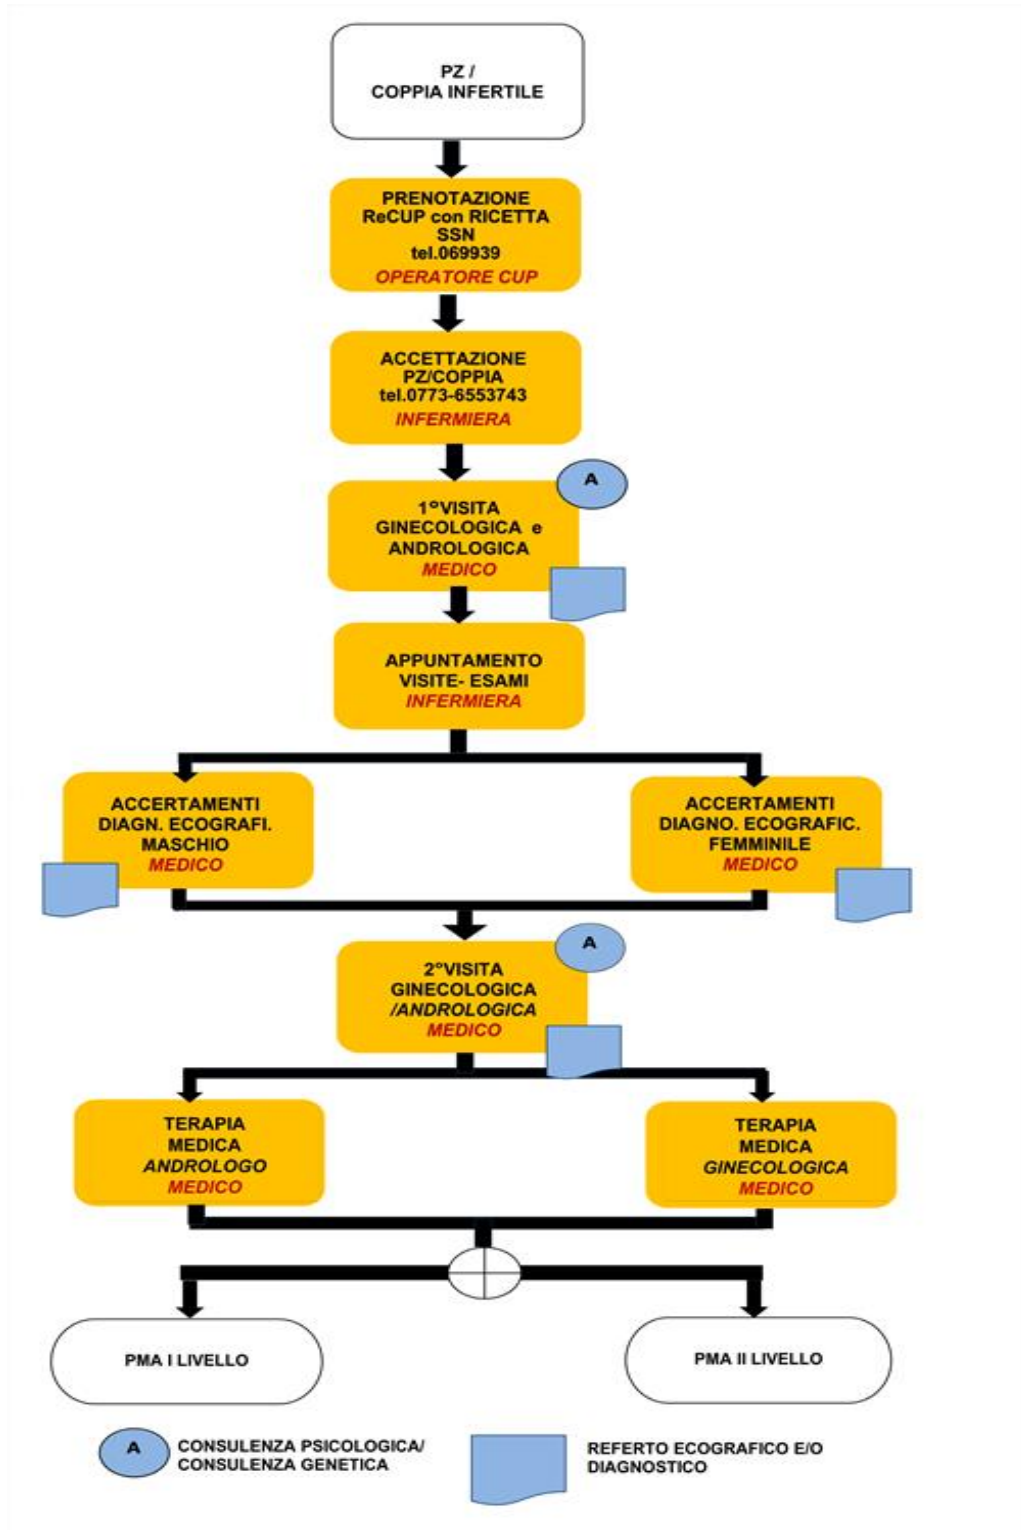 PZ /
COPPIA INFERTILE
PRENOTAZIONE
ReCUP con RICETTA
SSN
tel.069939
OPERATORE CUP
ACCETTAZIONE
PZ/COPPIA
tel.0773-6553743
INFERMIERA
A
1°VISITA
GINECOLOGICA e
ANDROLOGICA
MEDICO
APPUNTAMENTO
VISITE- ESAMI
INFERMIERA
ACCERTAMENTI
DIAGN. ECOGRAFI.
MASCHIO
MEDICO
ACCERTAMENTI
DIAGNO. ECOGRAFIC.
FEMMINILE
MEDICO
A
2°VISITA
GINECOLOGICA
/ANDROLOGICA
MEDICO
TERAPIA
MEDICA
ANDROLOGO
MEDICO
TERAPIA
MEDICA
GINECOLOGICA
MEDICO
PMA I LIVELLO
PMA II LIVELLO
A
CONSULENZA PSICOLOGICA/
CONSULENZA GENETICA
REFERTO ECOGRAFICO E/O
DIAGNOSTICO